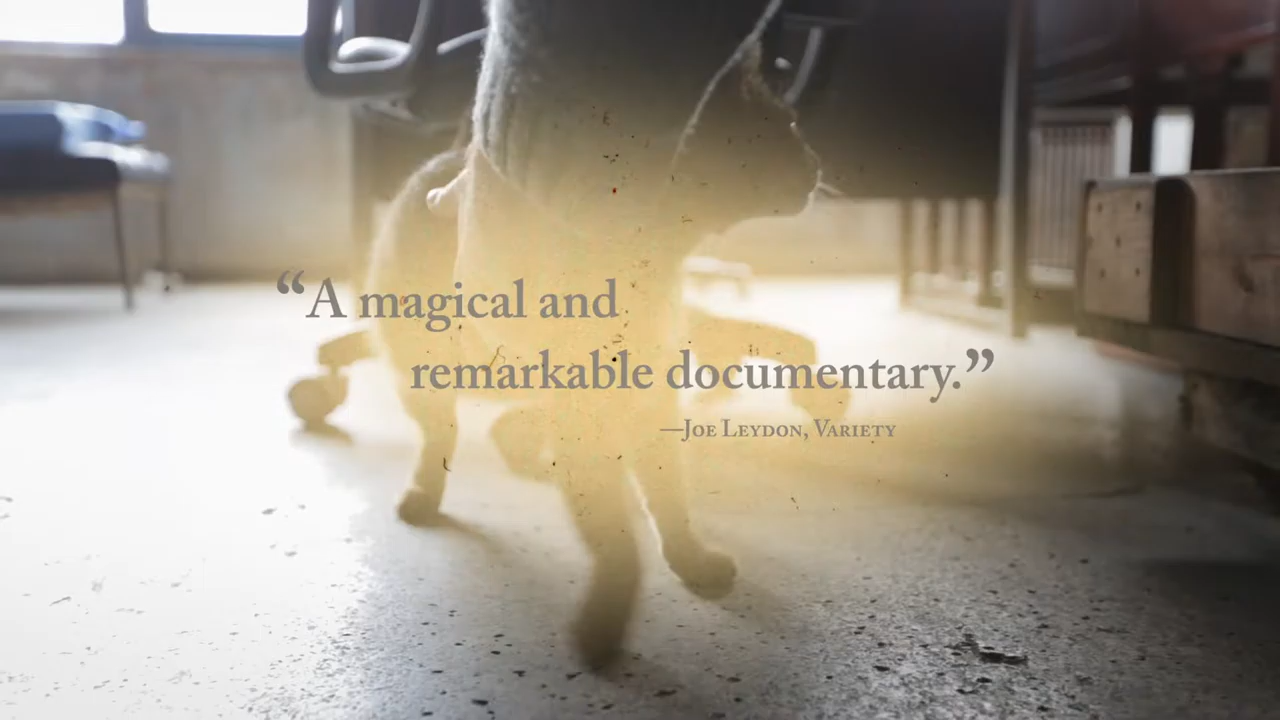 “A magical and
remarkable documentary.”
—Joe Leydon, Variety